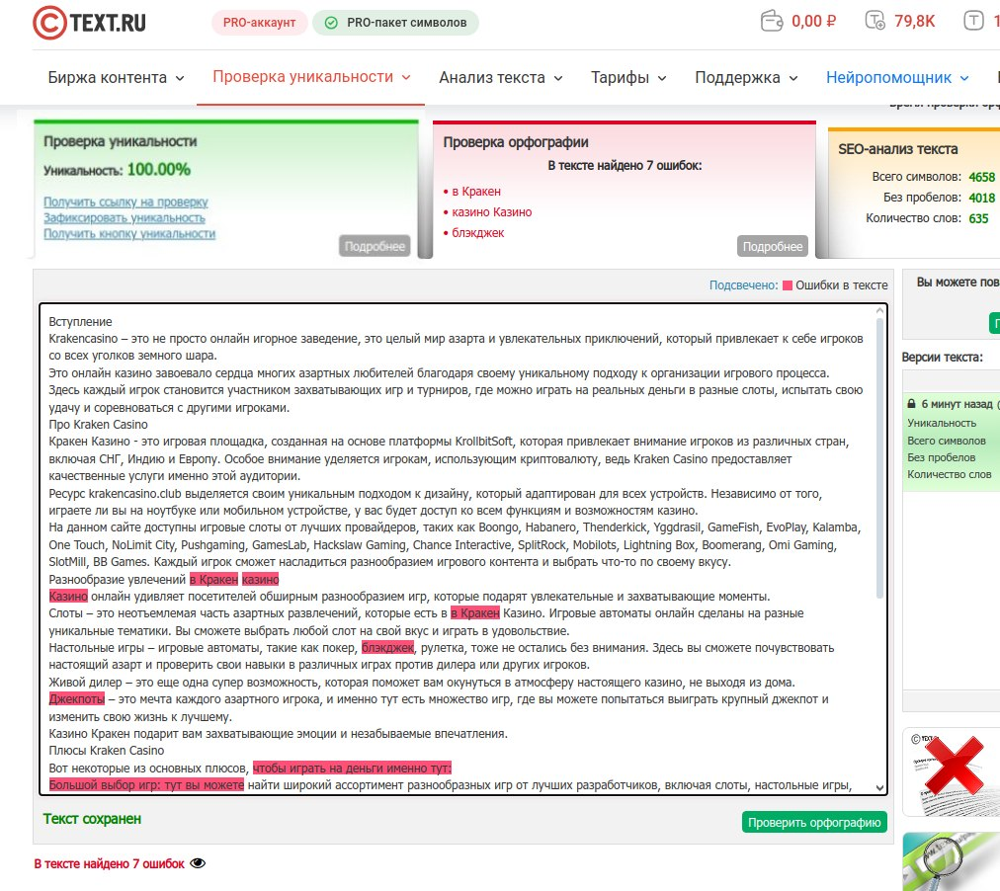 TEXT.RU
PRO-аккаунт
PRO-пакет символов
0,00 ₽
79,8K
Биржа контента
Проверка уникальности
Анализ текста
Тарифы
Поддержка
Нейропомощник
Проверка уникальности
Уникальность: 100.00%
Получить ссылку на проверку
Зафиксировать уникальность
Получить кнопку уникальности
Подробнее
Проверка орфографии
В тексте найдено 7 ошибок:
• в Кракен
• казино Казино
• блэкджек
Подробнее
SEO-анализ текста
Всего символов: 4658
Без пробелов: 4018
Количество слов: 635
Подсвечено: Ошибки в тексте
Вступление
Krakencasino – это не просто онлайн игорное заведение, это целый мир азарта и увлекательных приключений, который привлекает к себе игроков
со всех уголков земного шара.
Это онлайн казино завоевало сердца многих азартных любителей благодаря своему уникальному подходу к организации игрового процесса.
Здесь каждый игрок становится участником захватывающих игр и турниров, где можно играть на реальных деньги в разные слоты, испытать свою
удачу и соревноваться с другими игроками.
Про Kraken Casino
Кракен Казино - это игровая площадка, созданная на основе платформы KrollbitSoft, которая привлекает внимание игроков из различных стран,
включая СНГ, Индию и Европу. Особое внимание уделяется игрокам, использующим криптовалюту, ведь Kraken Casino предоставляет
качественные услуги именно этой аудитории.
Ресурс krakencasino.club выделяется своим уникальным подходом к дизайну, который адаптирован для всех устройств. Независимо от того,
играете ли вы на ноутбуке или мобильном устройстве, у вас будет доступ ко всем функциям и возможностям казино.
На данном сайте доступны игровые слоты от лучших провайдеров, таких как Boongo, Habanero, Thenderkick, Yggdrasil, GameFish, EvoPlay, Kalamba,
One Touch, NoLimit City, Pushgaming, GamesLab, Hackslaw Gaming, Chance Interactive, SplitRock, Mobilots, Lightning Box, Boomerang, Omi Gaming,
SlotMill, BB Games. Каждый игрок сможет насладиться разнообразием игрового контента и выбрать что-то по своему вкусу.
Разнообразие увлечений в Кракен казино
Казино онлайн удивляет посетителей обширным разнообразием игр, которые подарят увлекательные и захватывающие моменты.
Слоты – это неотъемлемая часть азартных развлечений, которые есть в в Кракен Казино. Игровые автоматы онлайн сделаны на разные
уникальные тематики. Вы сможете выбрать любой слот на свой вкус и играть в удовольствие.
Настольные игры – игровые автоматы, такие как покер, блэкджек, рулетка, тоже не остались без внимания. Здесь вы сможете почувствовать
настоящий азарт и проверить свои навыки в различных играх против дилера или других игроков.
Живой дилер – это еще одна супер возможность, которая поможет вам окунуться в атмосферу настоящего казино, не выходя из дома.
Джекпоты – это мечта каждого азартного игрока, и именно тут есть множество игр, где вы можете попытаться выиграть крупный джекпот и
изменить свою жизнь к лучшему.
Казино Кракен подарит вам захватывающие эмоции и незабываемые впечатления.
Плюсы Kraken Casino
Вот некоторые из основных плюсов, чтобы играть на деньги именно тут:
Большой выбор игр: тут вы можете найти широкий ассортимент разнообразных игр от лучших разработчиков, включая слоты, настольные игры,
Текст сохранен
Проверить орфографию
В тексте найдено 7 ошибок
Вы можете пов
Версии текста:
6 минут назад (
Уникальность
Всего символов
Без пробелов
Количество слов